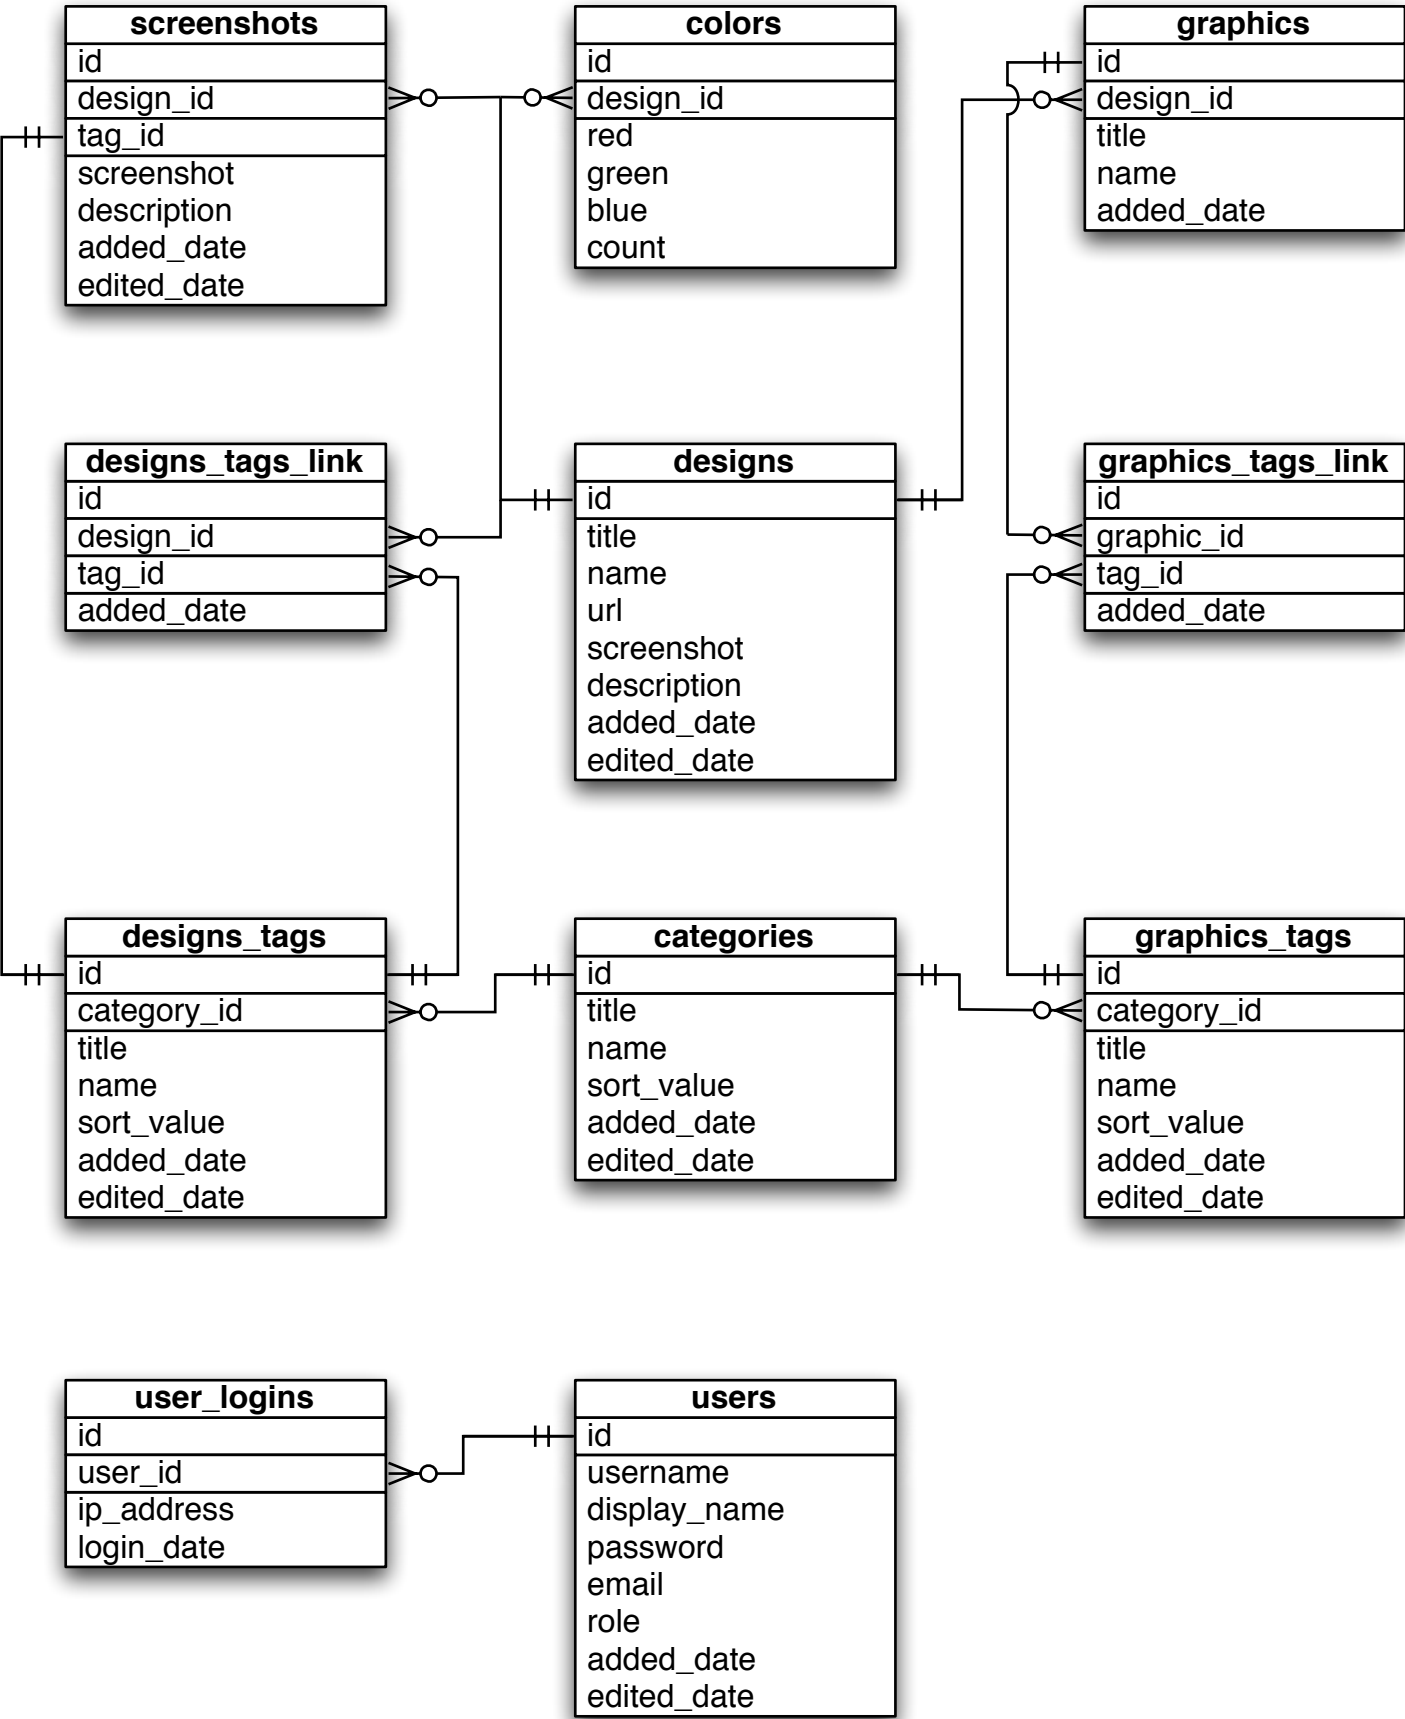 screenshots
id
design_id
tag_id
screenshot
description
added_date
edited_date
colors
id
design_id
red
green
blue
count
graphics
id
design_id
title
name
added_date
designs_tags_link
id
design_id
tag_id
added_date
designs
id
title
name
url
screenshot
description
added_date
edited_date
graphics_tags_link
id
graphic_id
tag_id
added_date
designs_tags
id
category_id
title
name
sort_value
added_date
edited_date
categories
id
title
name
sort_value
added_date
edited_date
graphics_tags
id
category_id
title
name
sort_value
added_date
edited_date
user_logins
id
user_id
ip_address
login_date
users
id
username
display_name
password
email
role
added_date
edited_date